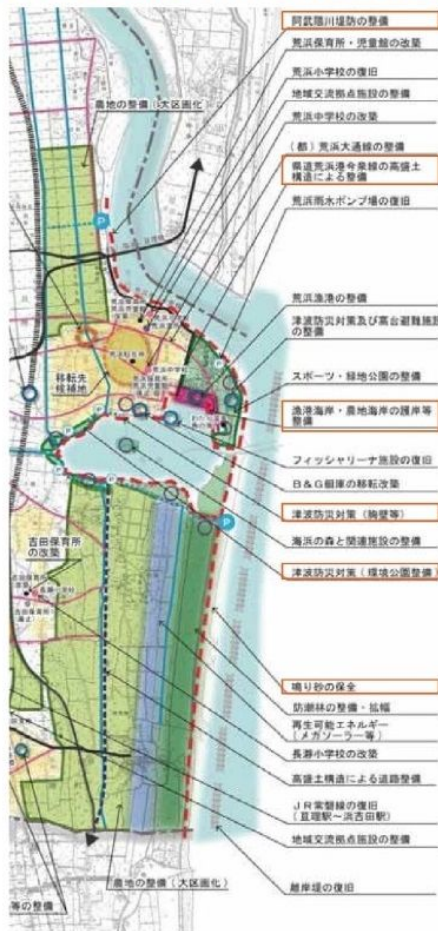 阿武隈川堤防の整備
荒浜保育所・児童館の改築
荒浜小学校の復旧
地域交流拠点施設の整備
荒浜中学校の改築
(都)荒浜大通線の整備
県道荒浜港今泉線の高盛土
構造による整備
荒浜雨水ポンプ場の復旧
荒浜漁港の整備
津波防災対策及び高台避難施設
の整備
スポーツ・緑地公園の整備
漁港海岸・農地海岸の護岸等
整備
フィッシャリーナ施設の復旧
B&G艇庫の移転改築
津波防災対策(胸壁等)
海浜の森と関連施設の整備
津波防災対策(環境公園整備)
鳴り砂の保全
防潮林の整備・拡幅
再生可能エネルギー
(メガソーラー等)
長瀞小学校の改築
高盛土構造による道路整備
JR常磐線の復旧
(亘理駅~浜吉田駅)
地域交流拠点施設の整備
離岸堤の復旧
農地の整備(大区画化)
P
荒浜中学校
移転先
候補地
P
吉田保育所
の改築
長瀞小学校
農地の整備(大区画化)
等の整備